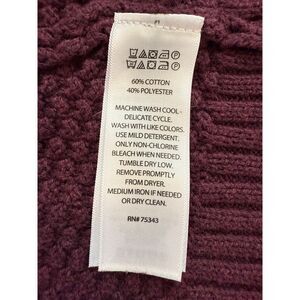 60% COTTON
40% POLYESTER
MACHINE WASH COOL -
DELICATE CYCLE.
WASH WITH LIKE COLORS.
USE MILD DETERGENT.
ONLY NON-CHLORINE
BLEACH WHEN NEEDED.
TUMBLE DRY LOW.
REMOVE PROMPTLY
FROM DRYER.
MEDIUM IRON IF NEEDED
OR DRY CLEAN.
RN# 75343